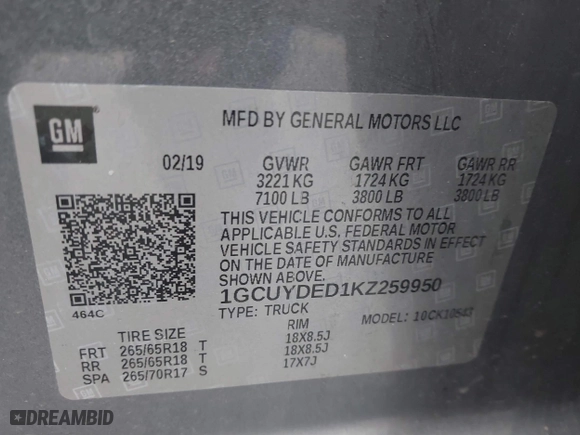 GM
MFD BY GENERAL MOTORS LLC
02/19 GVWR GAWR FRT GAWR RR
3221 KG 1724 KG 1724 KG
7100 LB 3800 LB 3800 LB
THIS VEHICLE CONFORMS TO ALL
APPLICABLE U.S. FEDERAL MOTOR
VEHICLE SAFETY STANDARDS IN EFFECT
ON THE DATE OF MANUFACTURE
SHOWN ABOVE.
464C
1GCUYDED1KZ259950
TYPE: TRUCK MODEL: 10CK10543
TIRE SIZE RIM
FRT 265/65R18 T 18X8.5J
RR 265/65R18 T 18X8.5J
SPA 265/70R17 S 17X7J
DREAMBID